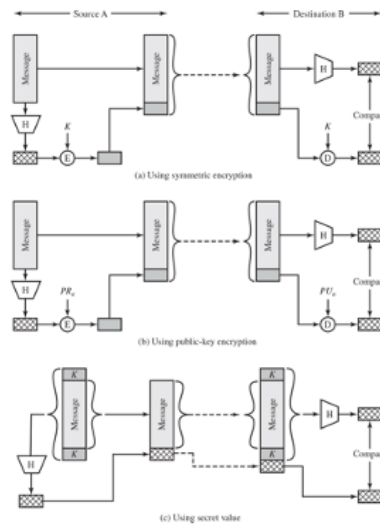 Source A
Destination B
Message
Message
Message
H
H
K
K
E
D
Compa
(a) Using symmetric encryption
Message
Message
Message
H
H
PRa
PUa
E
D
Compa
(b) Using public-key encryption
K
Message
K
Message
K
Message
K
H
H
Compa
(c) Using secret value